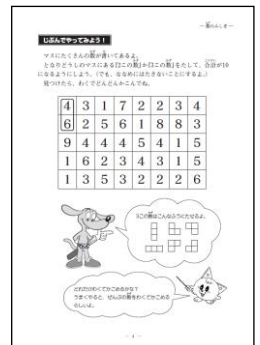 ― 数のふしぎ ―
じぶんでやってみよう！
マスにたくさんの数が書いてあるよ。
となりどうしのマスにある2この数か3この数をたして、合計が10
になるようにしよう。（でも、ななめにはたさないことにするよ。）
見つけたら、わくでどんどんかこんでね。
4 3 1 7 2 2 3 4
6 2 5 6 1 8 8 3
9 4 4 4 5 4 1 5
1 6 2 3 4 3 1 5
1 3 5 3 2 2 2 6
3この数はこんなふうにたせるよ。
どれだけわくでかこめるかな？
うまくやると、ぜんぶの数をわくでかこめる
らしいよ。